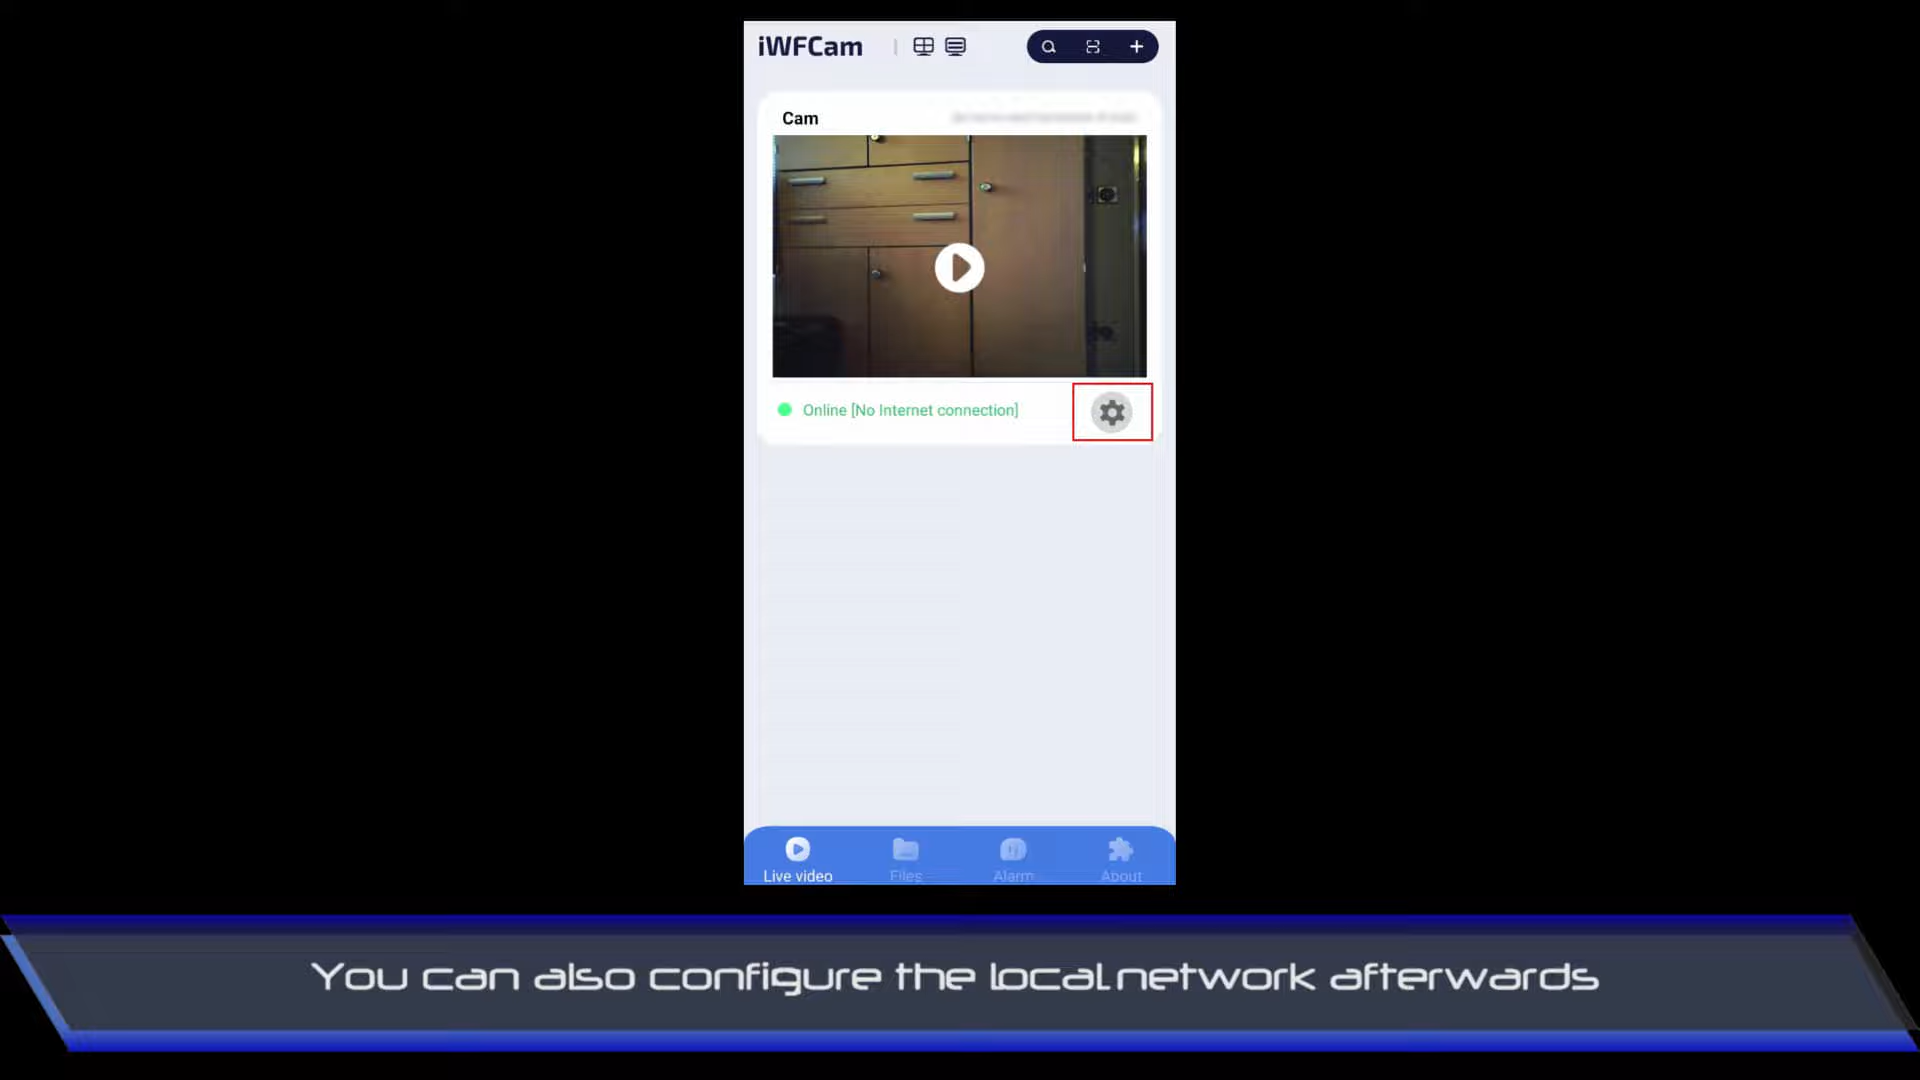 iWFCam
Cam
Online [No Internet connection]
Live video
Files
Alarm
About
You can also configure the local network afterwards